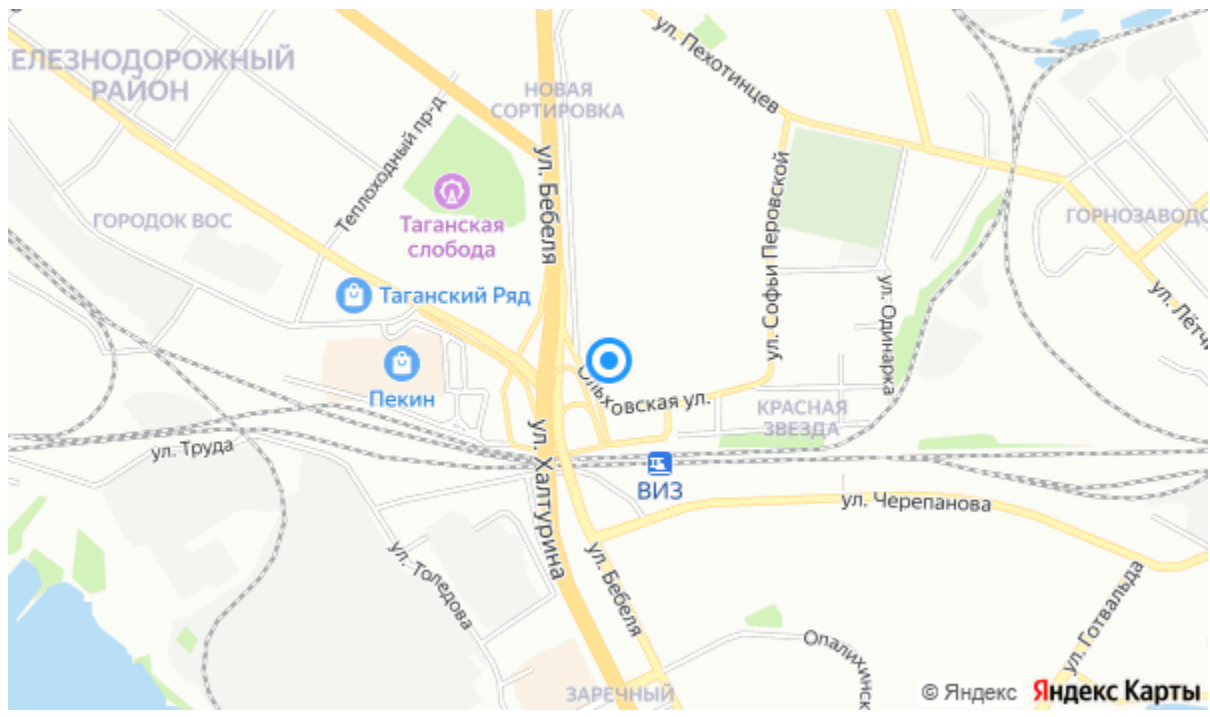 ЕЛЕЗНОДОРОЖНЫЙ
РАЙОН
НОВАЯ
СОРТИРОВКА
ул. Пехотинцев
Теплоходный пр-д
ул. Бебеля
ул. Софьи Перовской
Таганская
слобода
ГОРОДОК ВОС
ГОРНОЗАВОДС
Таганский Ряд
ул. Одинарка
ул. Лётчи
Пекин
Ольховская ул.
КРАСНАЯ
ЗВЕЗДА
ул. Труда
ул. Халтурина
ВИЗ
ул. Черепанова
ул. Толедова
ул. Бебеля
ул. Готвальда
Опалихинск
ЗАРЕЧНЫЙ
© Яндекс Яндекс Карты